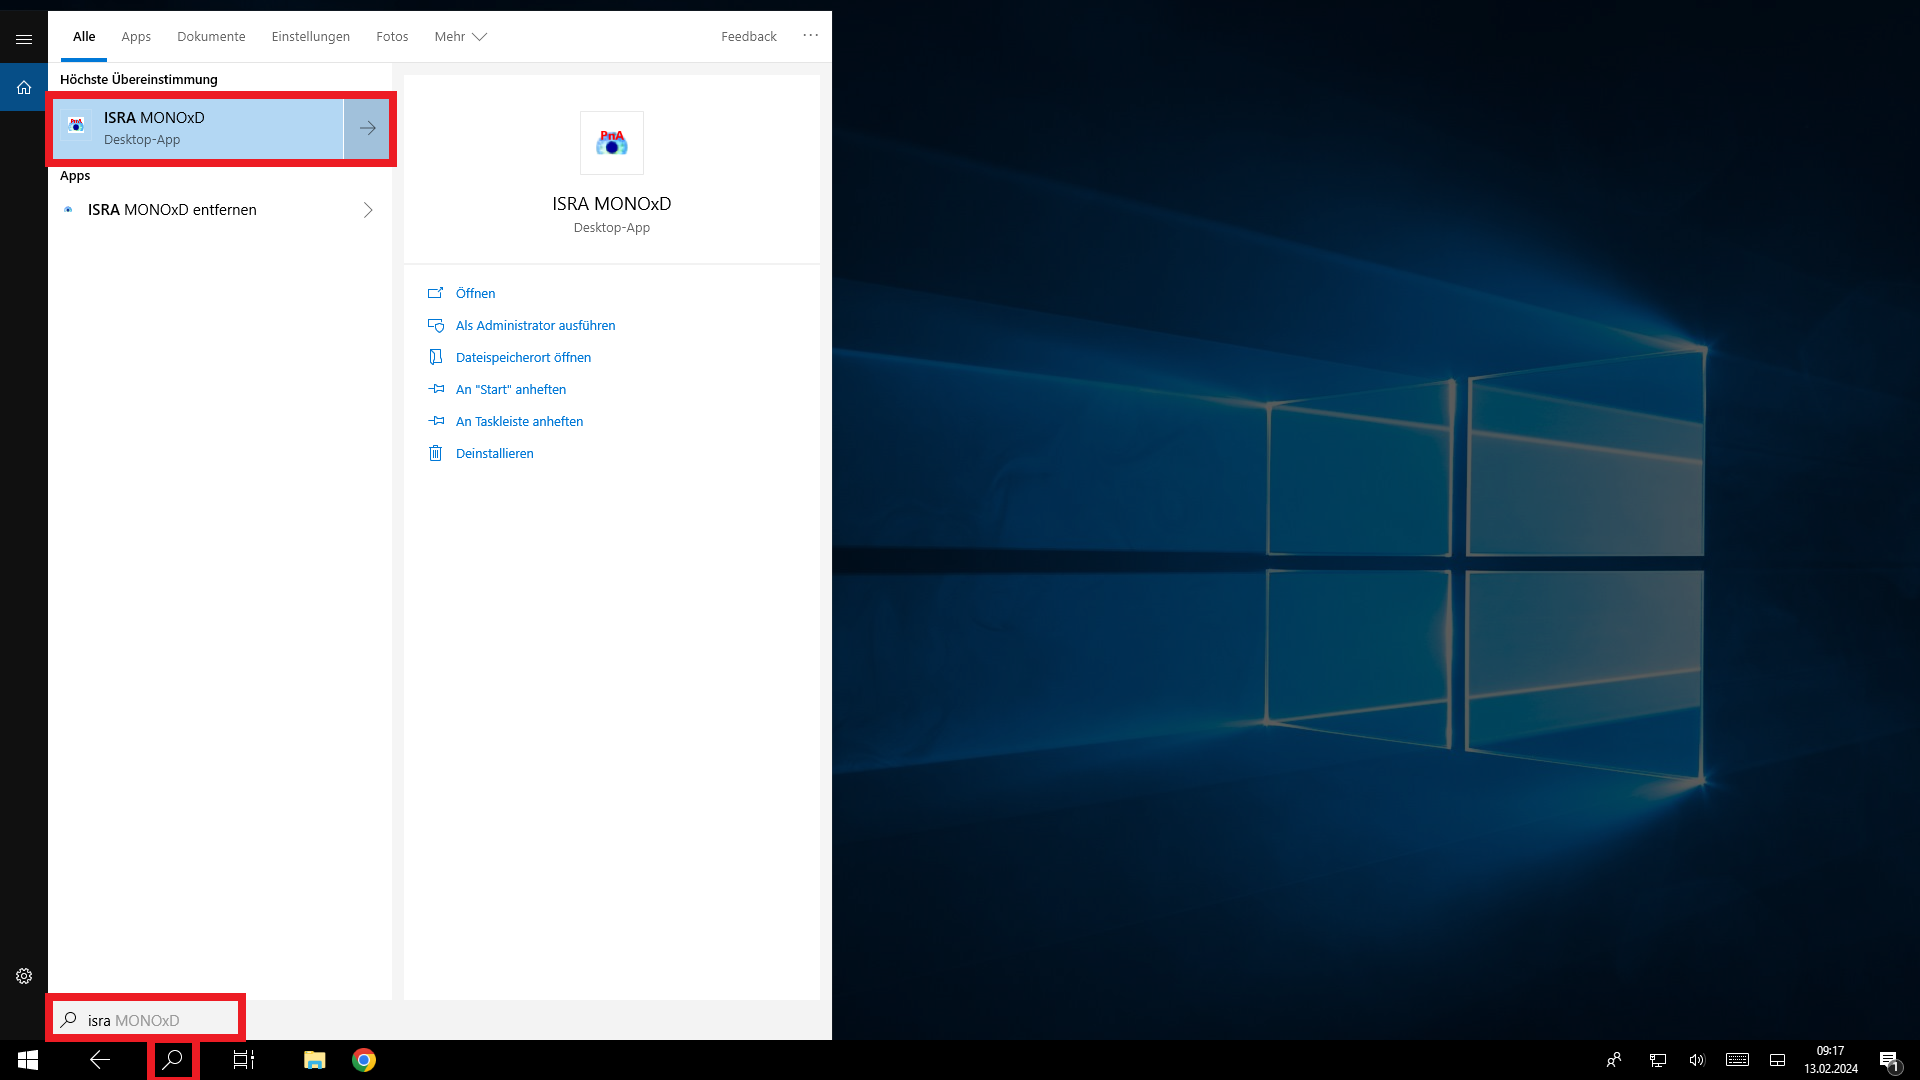 Alle Apps Dokumente Einstellungen Fotos Mehr Feedback ...
Höchste Übereinstimmung
ISRA MONOxD
Desktop-App
Apps
ISRA MONOxD entfernen
PnA
ISRA MONOxD
Desktop-App
Öffnen
Als Administrator ausführen
Dateispeicherort öffnen
An "Start" anheften
An Taskleiste anheften
Deinstallieren
isra MONOxD
09:17
13.02.2024
1